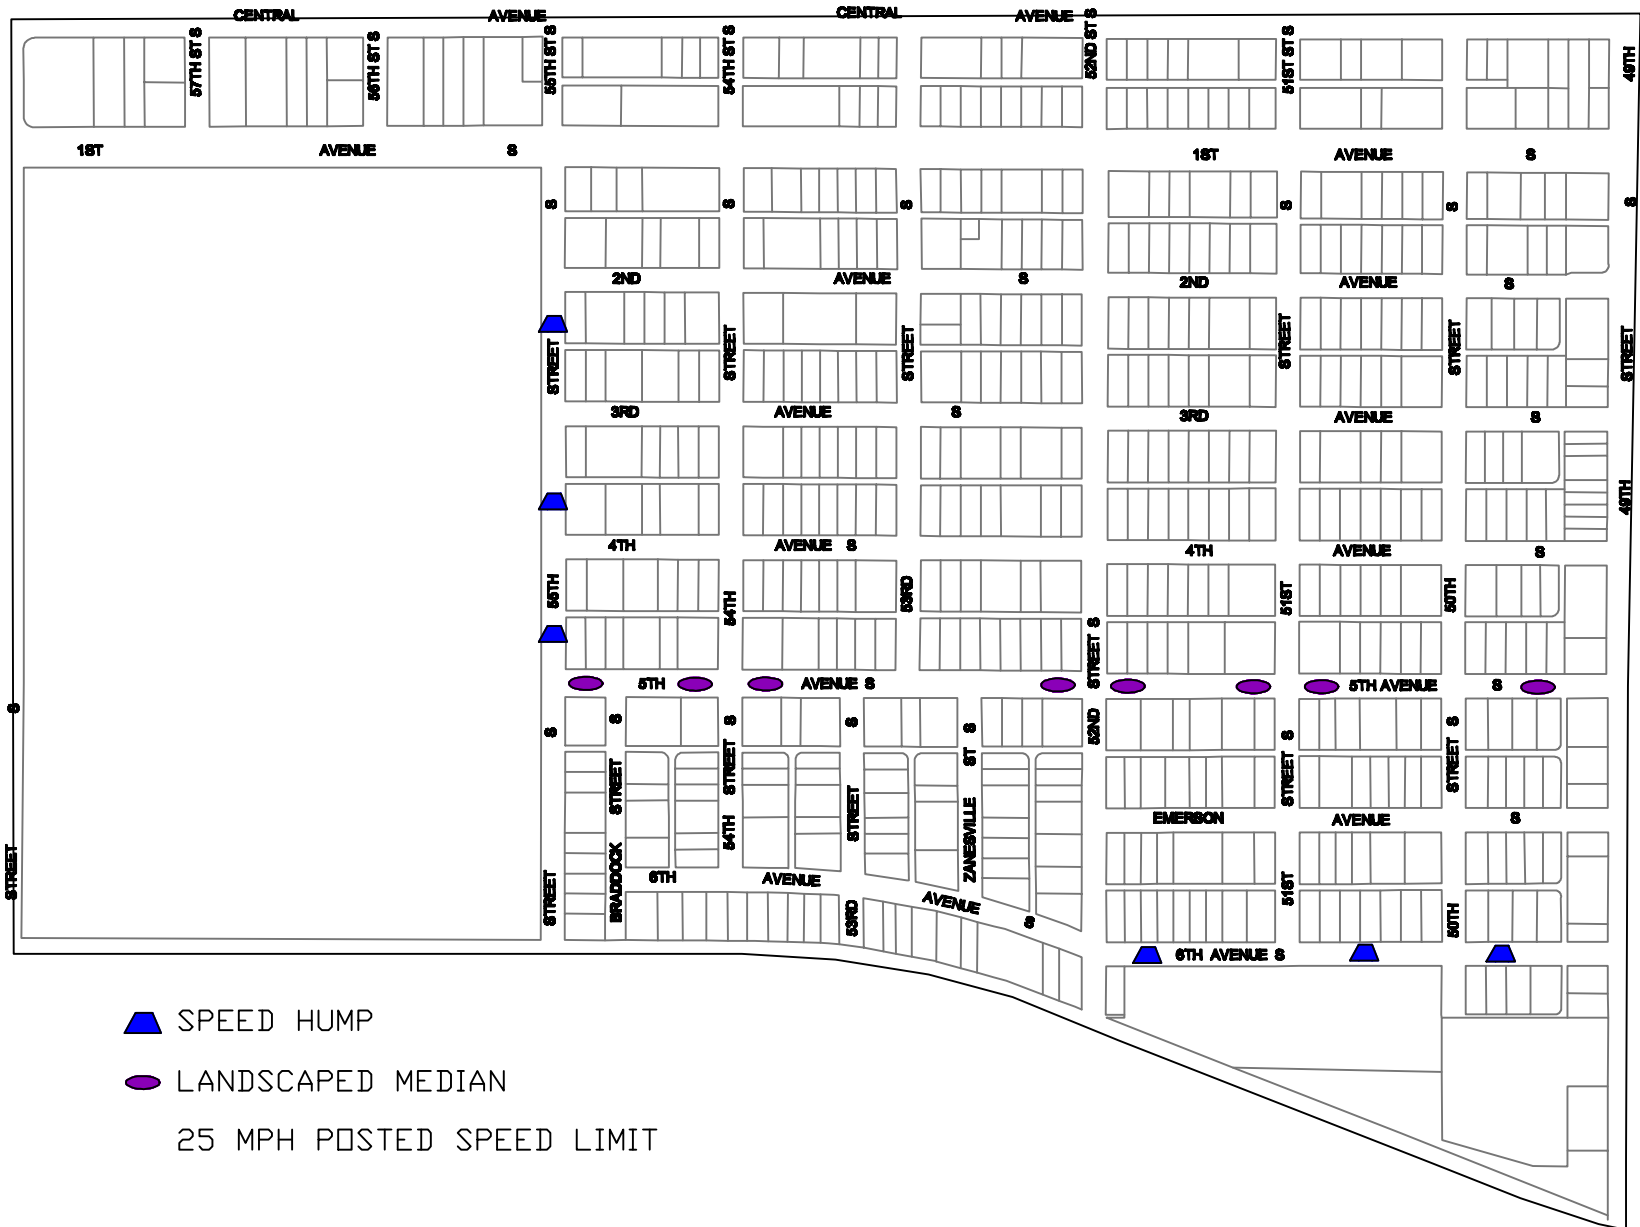 CENTRAL AVENUE CENTRAL AVENUE
57TH ST S
56TH ST S
55TH ST S
54TH ST S
52ND ST S
51ST ST S
49TH
1ST AVENUE S 1ST AVENUE S
S S S S S S
2ND AVENUE S 2ND AVENUE S
STREET STREET STREET STREET STREET STREET
3RD AVENUE S 3RD AVENUE S
49TH
4TH AVENUE S 4TH AVENUE S
55TH 54TH 53RD 51ST 50TH
STREET S
5TH AVENUE S 5TH AVENUE S
S
S S S S S S S
52ND
STREET STREET STREET ST STREET STREET
54TH
ZANESVILLE
EMERSON AVENUE S
STREET
6TH AVENUE AVENUE S
STREET BRADDOCK 53RD 51ST 50TH
6TH AVENUE S
SPEED HUMP
LANDSCAPED MEDIAN
25 MPH POSTED SPEED LIMIT